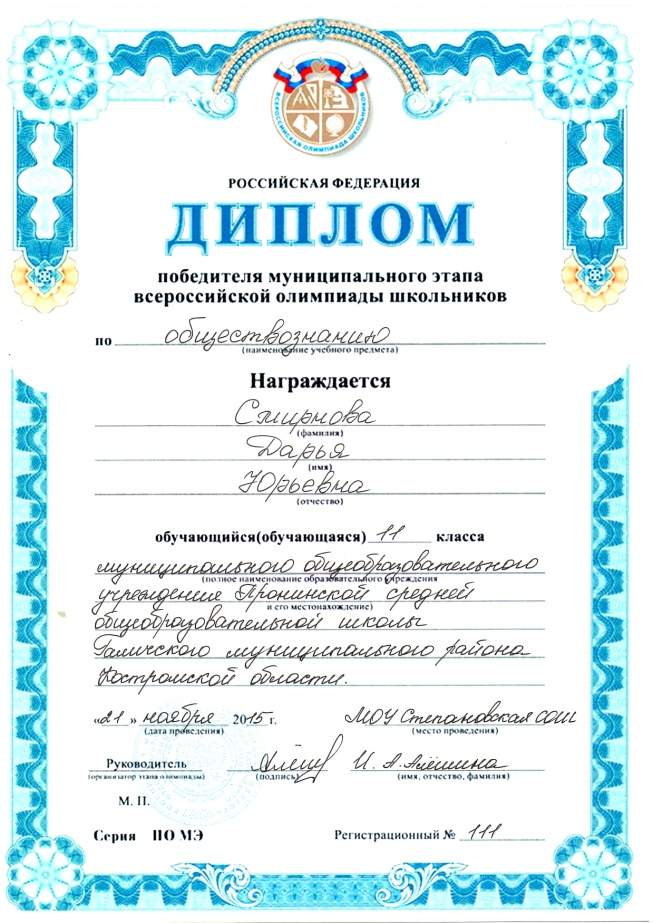 ВСЕРОССИЙСКАЯ ОЛИМПИАДА ШКОЛЬНИКОВ
РОССИЙСКАЯ ФЕДЕРАЦИЯ
ДИПЛОМ
победителя муниципального этапа
всероссийской олимпиады школьников
по обществознанию
(наименование учебного предмета)
Награждается
Смирнова
(фамилия)
Дарья
(имя)
Юрьевна
(отчество)
обучающийся(обучающаяся) 11 класса
муниципального общеобразовательного
(полное наименование образовательного учреждения
учреждения Пронинской средней
и его местонахождение)
общеобразовательной школы
Галичского муниципального района
Костромской области.
«21» ноября 2015 г. МОУ Степановская СОШ
(дата проведения) (место проведения)
Руководитель И. А. Алёшина
(организатор этапа олимпиады) (подпись) (имя, отчество, фамилия)
М. П.
Серия ПО МЭ Регистрационный № 111